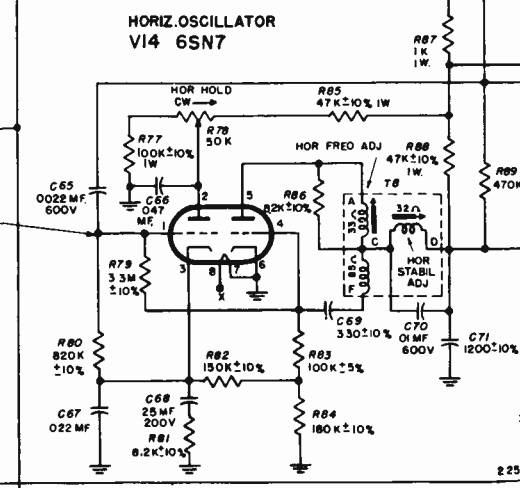 HORIZ.OSCILLATOR
V14 6SN7
R87
1K
1W.
HOR HOLD
CW
R85
47K±10% 1W
R77
100K±10%
1W
R78
50K
HOR FREQ ADJ
R88
47K±10%
1W.
R89
470K
C65
.0022 MF.
600V
C66
.047
MF.
2
5
R86
82K±10%
T8
A
33Ω
C
32Ω
D
1
4
3
8
7
6
X
R79
3.3M
±10%
85Ω
F
C
HOR
STABIL
ADJ
C69
330±10%
C70
.01 MF
600V
C71
1200±10%
R80
820K
±10%
R82
150K±10%
R83
100K±5%
C67
.022 MF
C68
.25 MF
200V
R81
8.2K±10%
R84
180K±10%
225